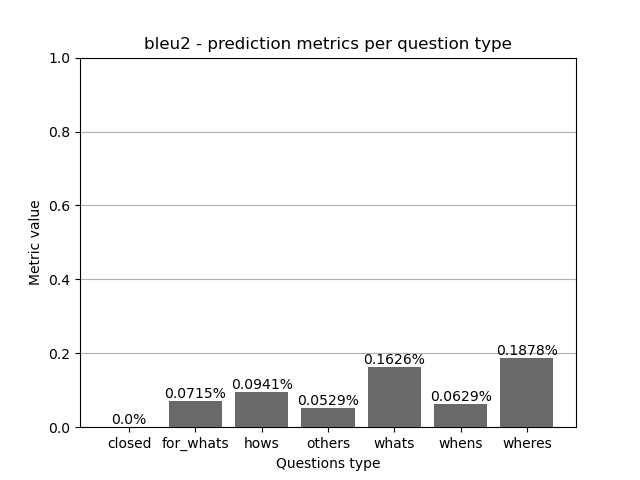 bleu2 - prediction metrics per question type
1.0
0.8
0.6
0.4
0.2
0.0
Metric value
0.0%
0.0715%
0.0941%
0.0529%
0.1626%
0.0629%
0.1878%
closed
for_whats
hows
others
whats
whens
wheres
Questions type